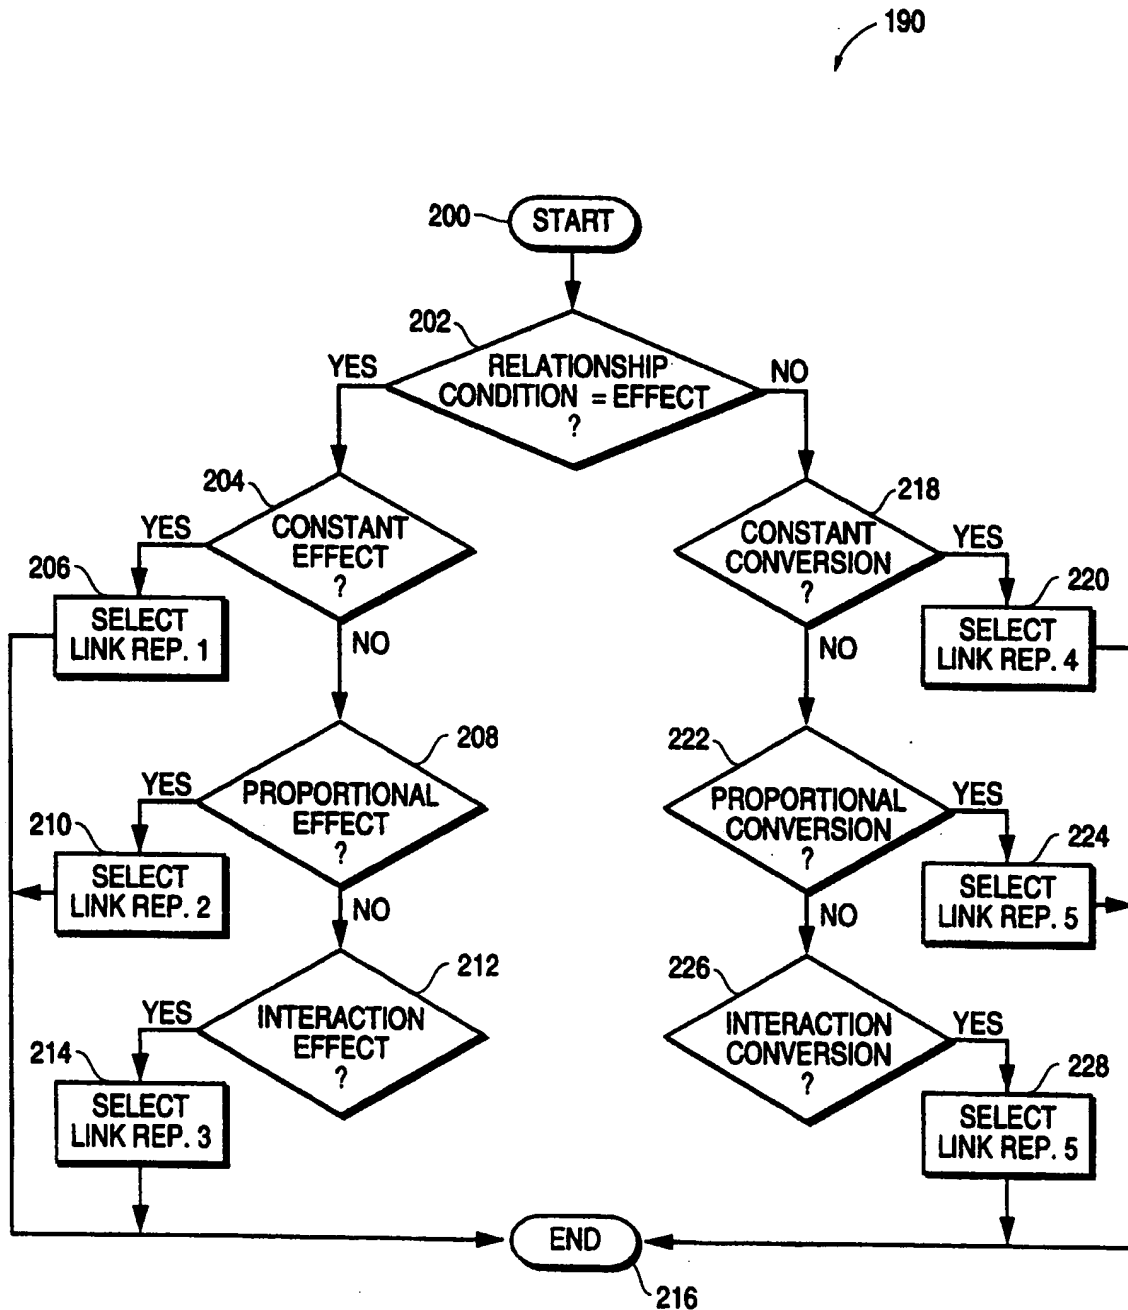 190
200
START
202
RELATIONSHIP
CONDITION = EFFECT
?
YES
NO
204
CONSTANT
EFFECT
?
YES
NO
206
SELECT
LINK REP. 1
208
PROPORTIONAL
EFFECT
?
YES
NO
210
SELECT
LINK REP. 2
212
INTERACTION
EFFECT
?
YES
214
SELECT
LINK REP. 3
218
CONSTANT
CONVERSION
?
YES
NO
220
SELECT
LINK REP. 4
222
PROPORTIONAL
CONVERSION
?
YES
NO
224
SELECT
LINK REP. 5
226
INTERACTION
CONVERSION
?
YES
228
SELECT
LINK REP. 5
END
216